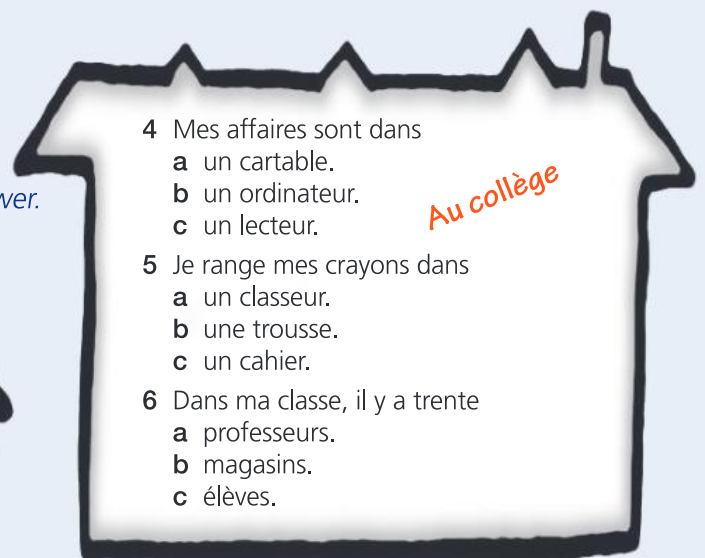 4 Mes affaires sont dans
a un cartable.
b un ordinateur.
c un lecteur.
Au collège
5 Je range mes crayons dans
a un classeur.
b une trousse.
c un cahier.
6 Dans ma classe, il y a trente
a professeurs.
b magasins.
c élèves.